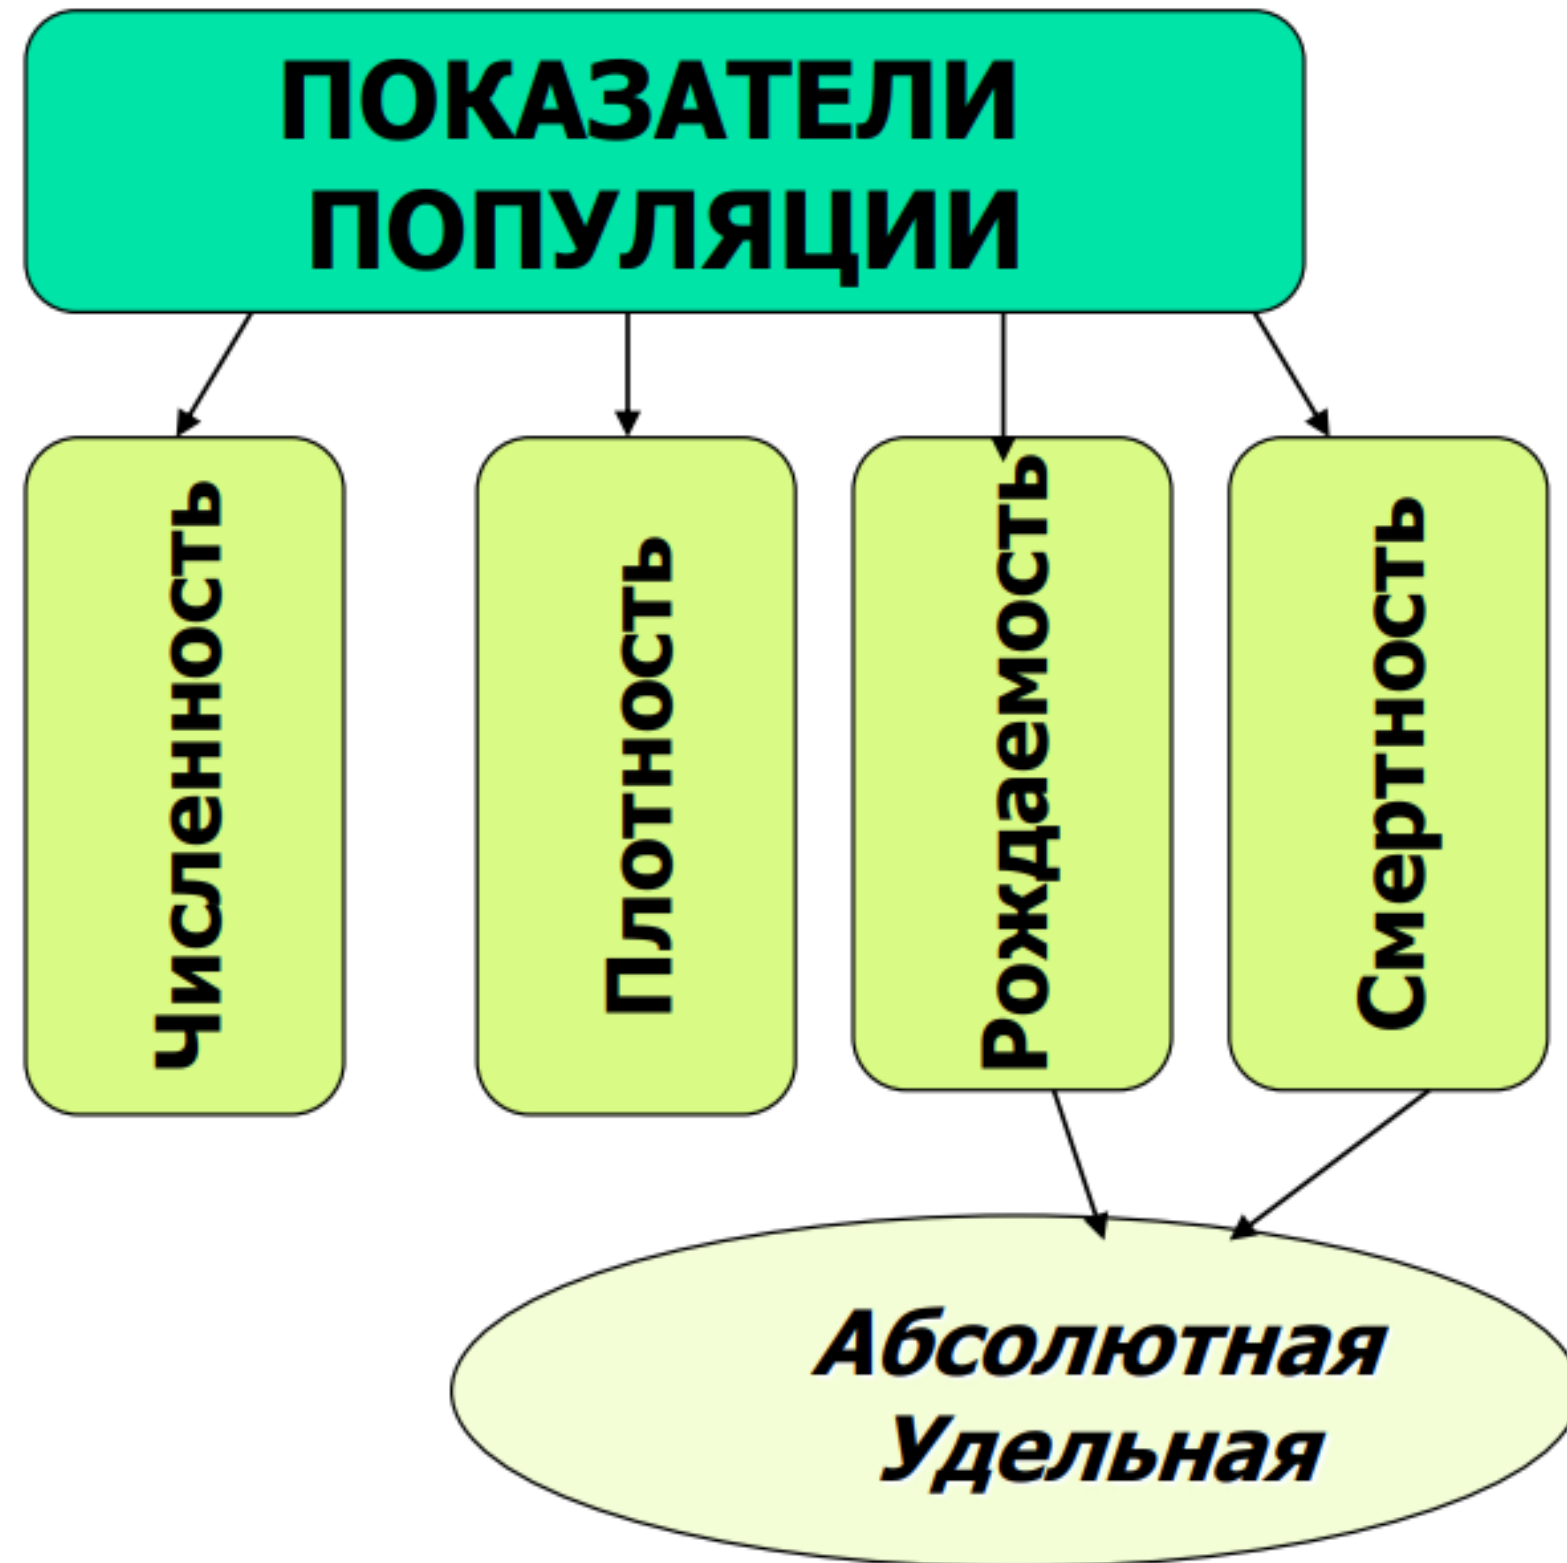 ПОКАЗАТЕЛИ
ПОПУЛЯЦИИ
Численность
Плотность
Рождаемость
Смертность
Абсолютная
Удельная